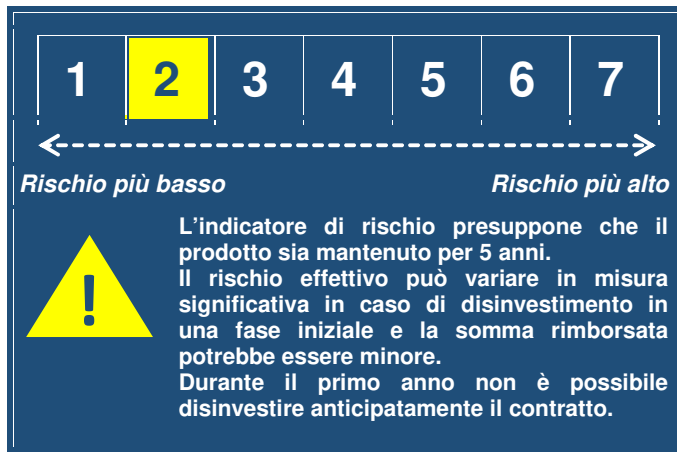 1 2 3 4 5 6 7
Rischio più basso Rischio più alto
L'indicatore di rischio presuppone che il
prodotto sia mantenuto per 5 anni.
Il rischio effettivo può variare in misura
significativa in caso di disinvestimento in
una fase iniziale e la somma rimborsata
potrebbe essere minore.
Durante il primo anno non è possibile
disinvestire anticipatamente il contratto.
!